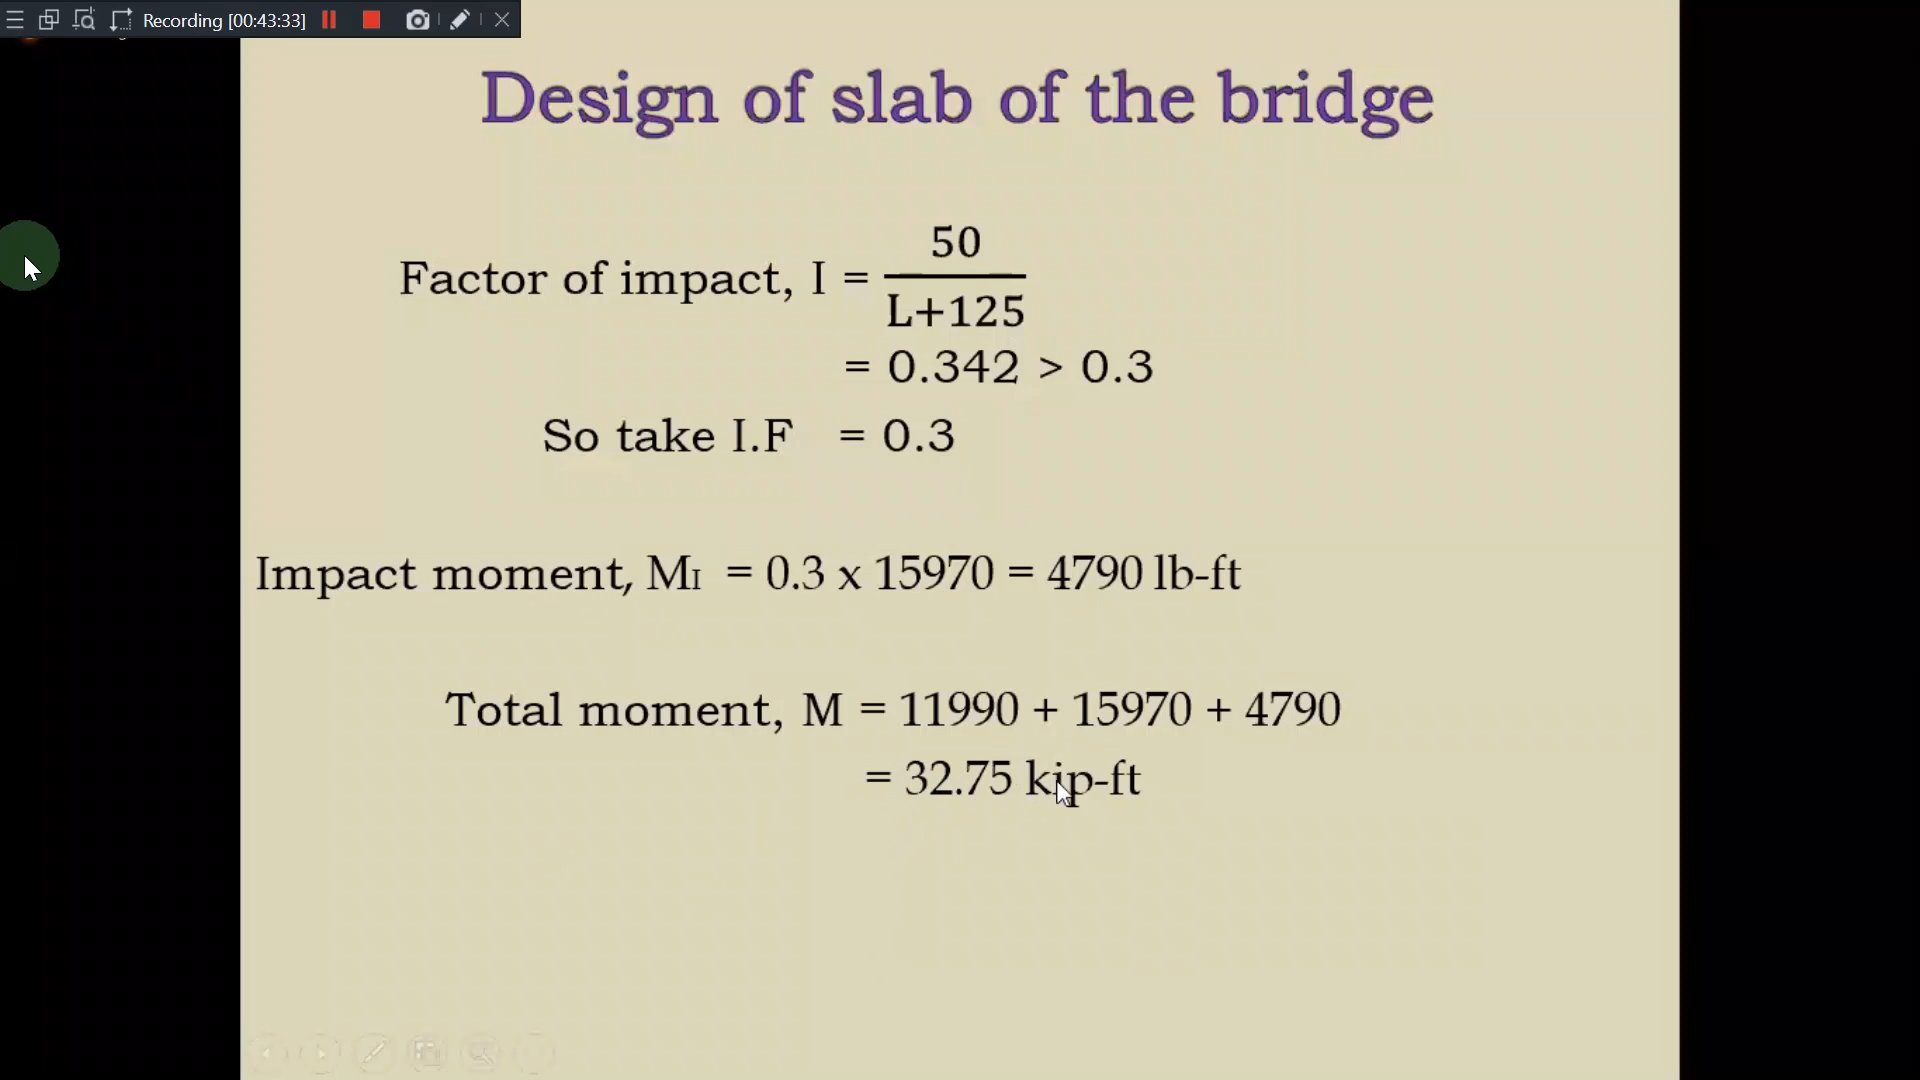 Recording [00:43:33]
Design of slab of the bridge
Factor of impact, I = 50
L+125
= 0.342 > 0.3
So take I.F = 0.3
Impact moment, MI = 0.3 x 15970 = 4790 lb-ft
Total moment, M = 11990 + 15970 + 4790
= 32.75 kip-ft